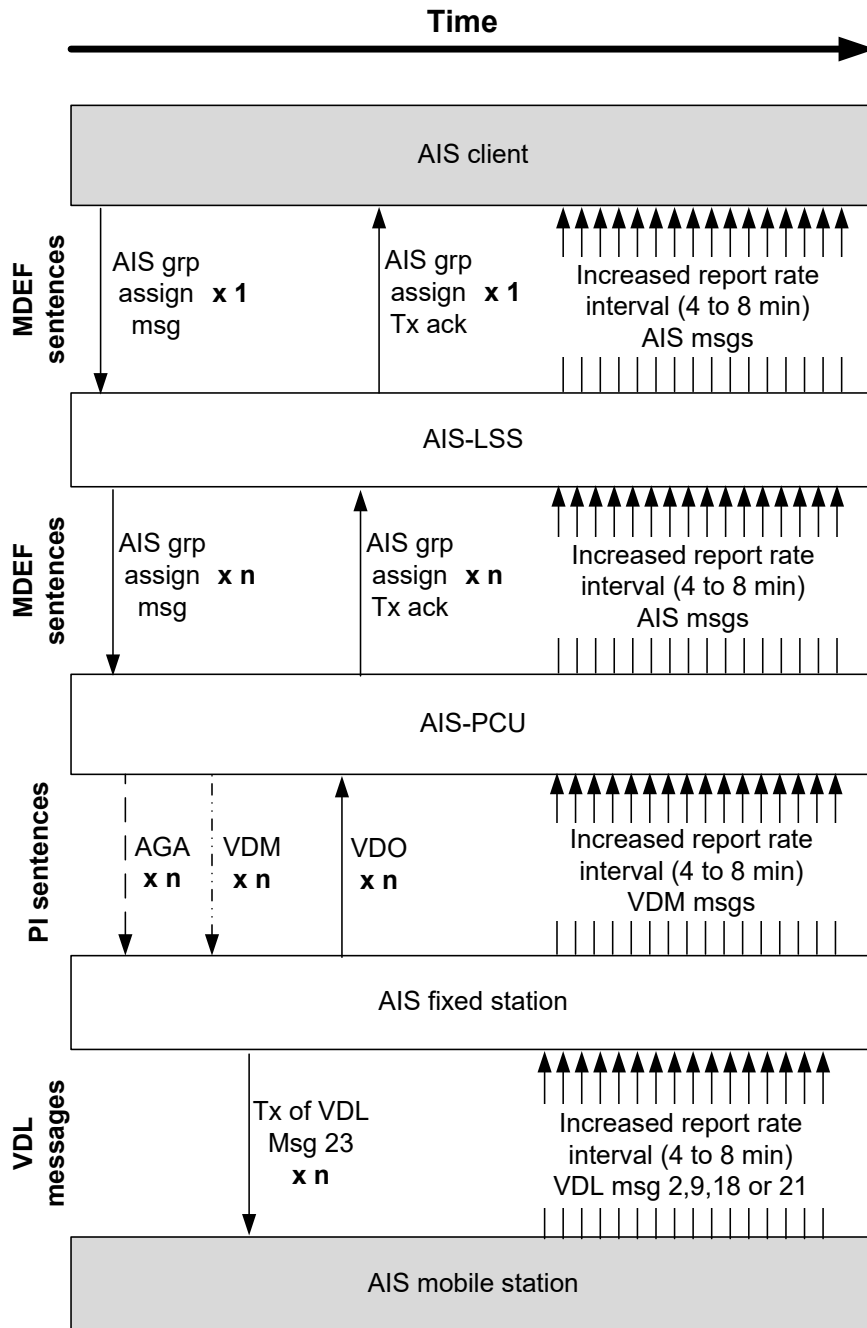 Time
AIS client
MDEF
sentences
AIS grp
assign x 1
msg
AIS grp
assign x 1
Tx ack
Increased report rate
interval (4 to 8 min)
AIS msgs
AIS-LSS
MDEF
sentences
AIS grp
assign x n
msg
AIS grp
assign x n
Tx ack
Increased report rate
interval (4 to 8 min)
AIS msgs
AIS-PCU
PI sentences
AGA
x n
VDM
x n
VDO
x n
Increased report rate
interval (4 to 8 min)
VDM msgs
AIS fixed station
VDL
messages
Tx of VDL
Msg 23
x n
Increased report rate
interval (4 to 8 min)
VDL msg 2,9,18 or 21
AIS mobile station